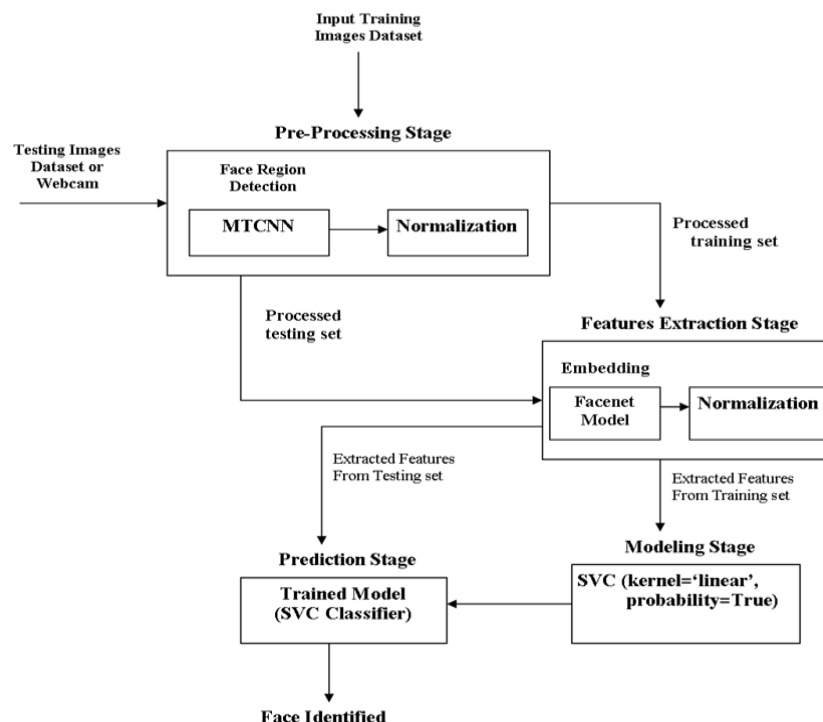 Input Training
Images Dataset
Pre-Processing Stage
Testing Images
Dataset or
Webcam
Face Region
Detection
MTCNN
Normalization
Processed
training set
Processed
testing set
Features Extraction Stage
Embedding
Facenet
Model
Normalization
Extracted Features
From Testing set
Extracted Features
From Training set
Prediction Stage
Modeling Stage
Trained Model
(SVC Classifier)
SVC (kernel=‘linear’,
probability=True)
Face Identified